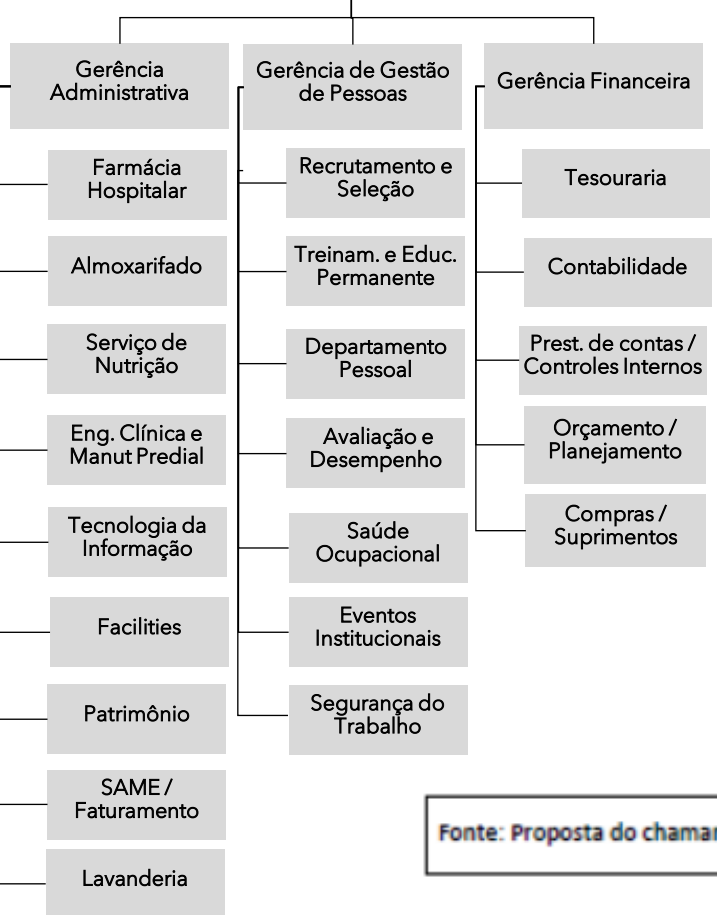 Gerência
Administrativa
Farmácia
Hospitalar
Almoxarifado
Serviço de
Nutrição
Eng. Clínica e
Manut Predial
Tecnologia da
Informação
Facilities
Patrimônio
SAME /
Faturamento
Lavanderia
Gerência de Gestão
de Pessoas
Recrutamento e
Seleção
Treinam. e Educ.
Permanente
Departamento
Pessoal
Avaliação e
Desempenho
Saúde
Ocupacional
Eventos
Institucionais
Segurança do
Trabalho
Gerência Financeira
Tesouraria
Contabilidade
Prest. de contas /
Controles Internos
Orçamento /
Planejamento
Compras /
Suprimentos
Fonte: Proposta do